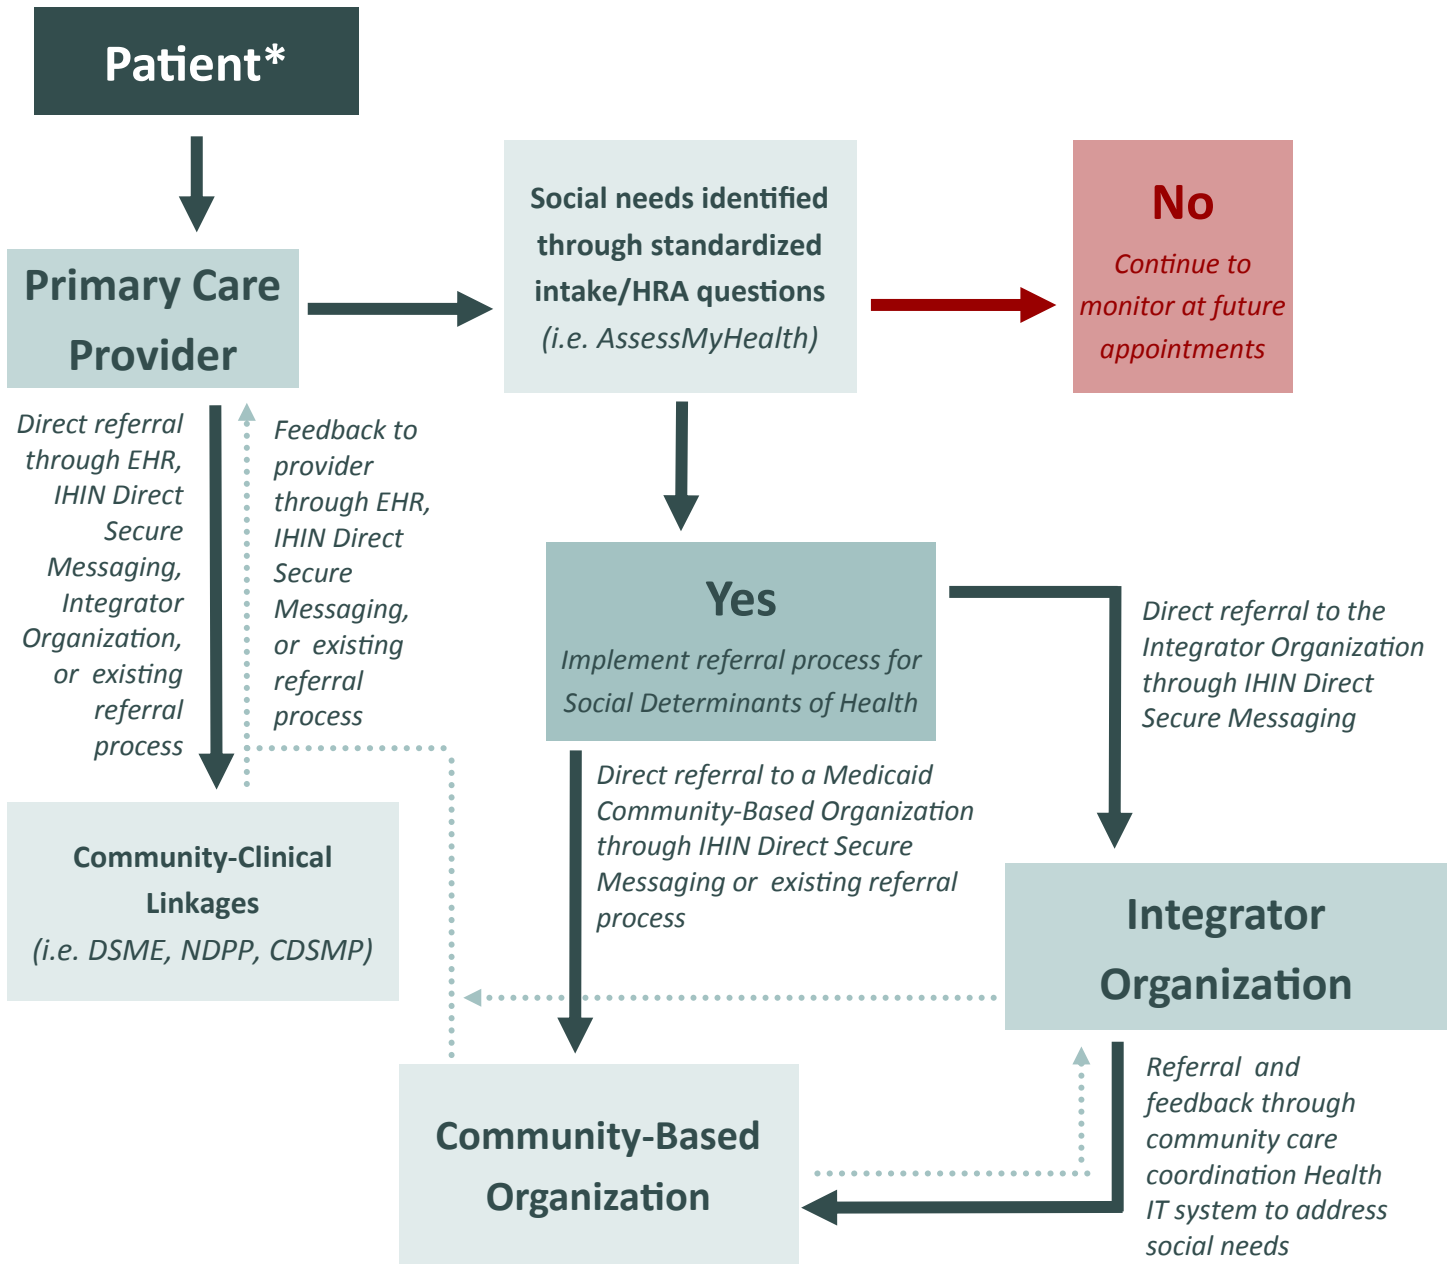 Patient*
Primary Care
Provider
Social needs identified
through standardized
intake/HRA questions
(i.e. AssessMyHealth)
No
Continue to
monitor at future
appointments
Direct referral
through EHR,
IHIN Direct
Secure
Messaging,
Integrator
Organization,
or existing
referral
process
Feedback to
provider
through EHR,
IHIN Direct
Secure
Messaging,
or existing
referral
process
Yes
Implement referral process for
Social Determinants of Health
Direct referral to the
Integrator Organization
through IHIN Direct
Secure Messaging
Direct referral to a Medicaid
Community-Based Organization
through IHIN Direct Secure
Messaging or existing referral
process
Community-Clinical
Linkages
(i.e. DSME, NDPP, CDSMP)
Integrator
Organization
Community-Based
Organization
Referral and
feedback through
community care
coordination Health
IT system to address
social needs